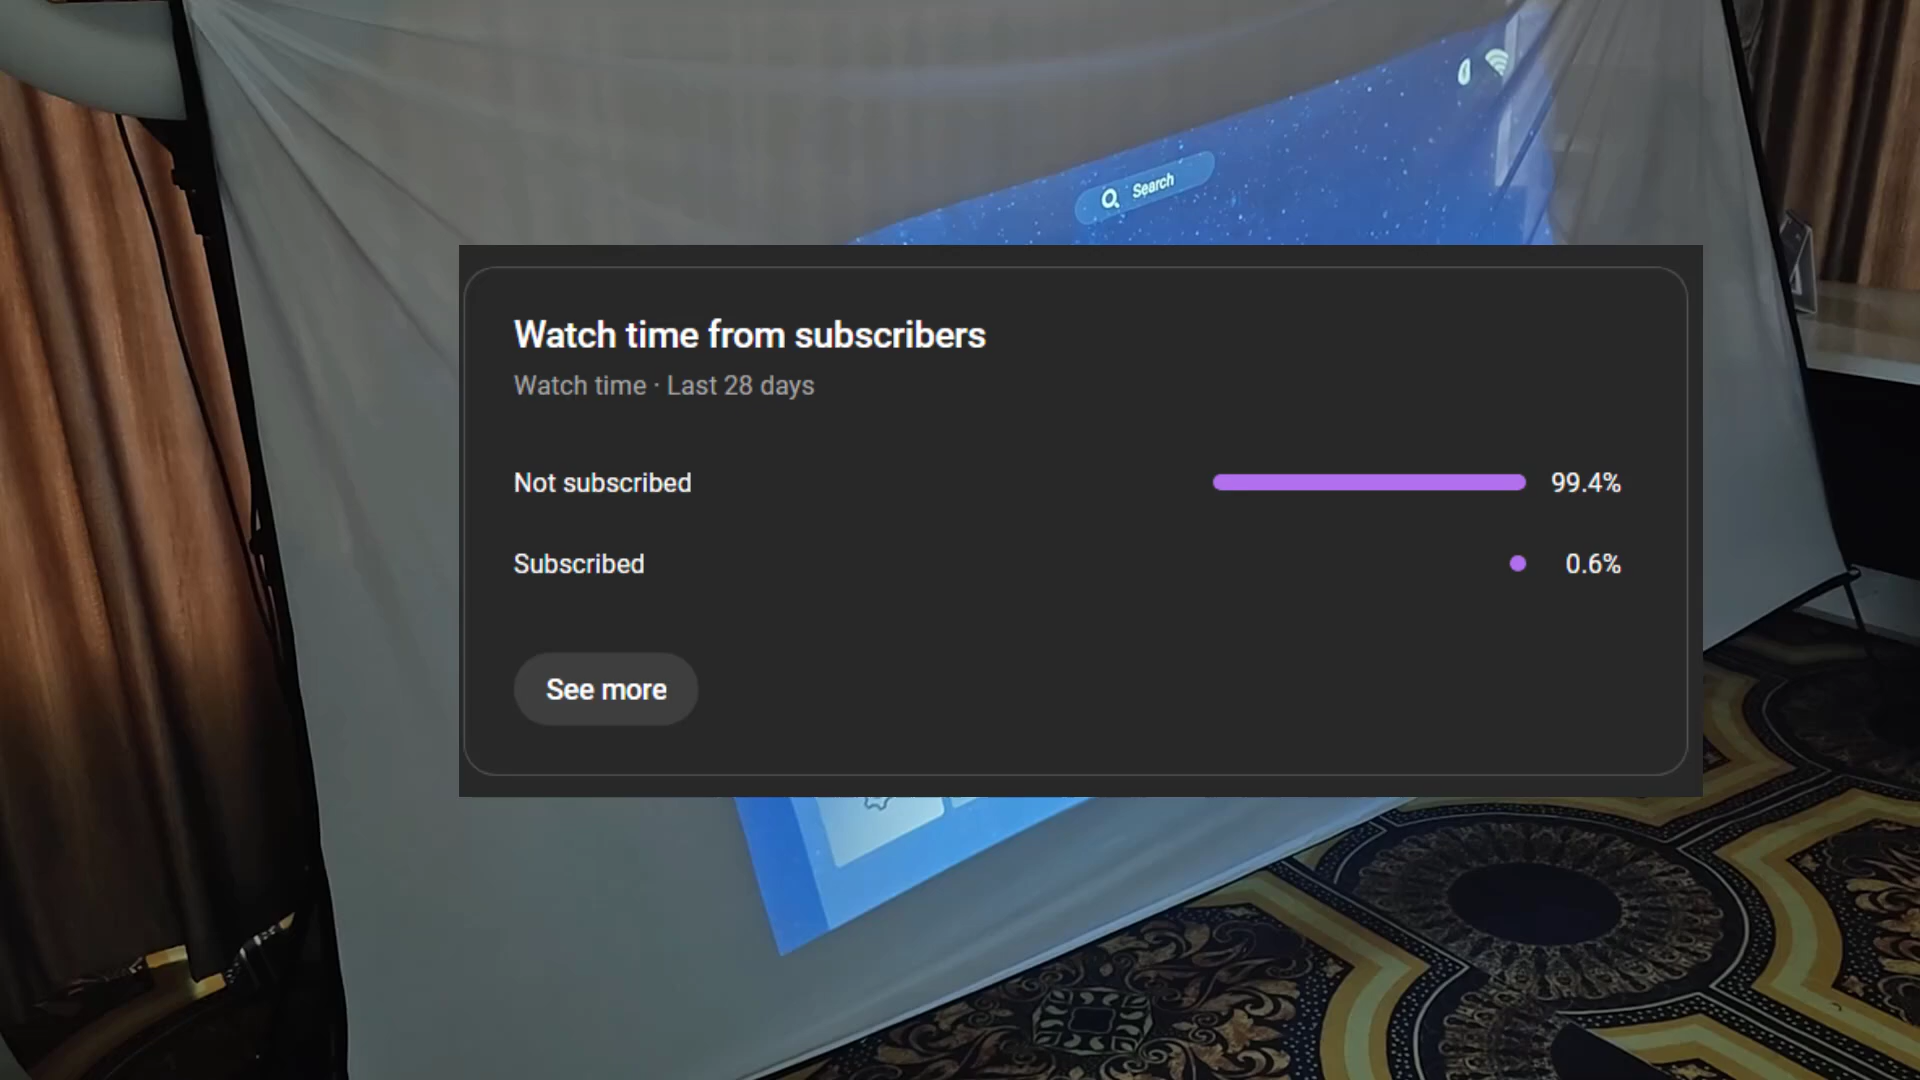 Search
Watch time from subscribers
Watch time · Last 28 days
Not subscribed 99.4%
Subscribed 0.6%
See more